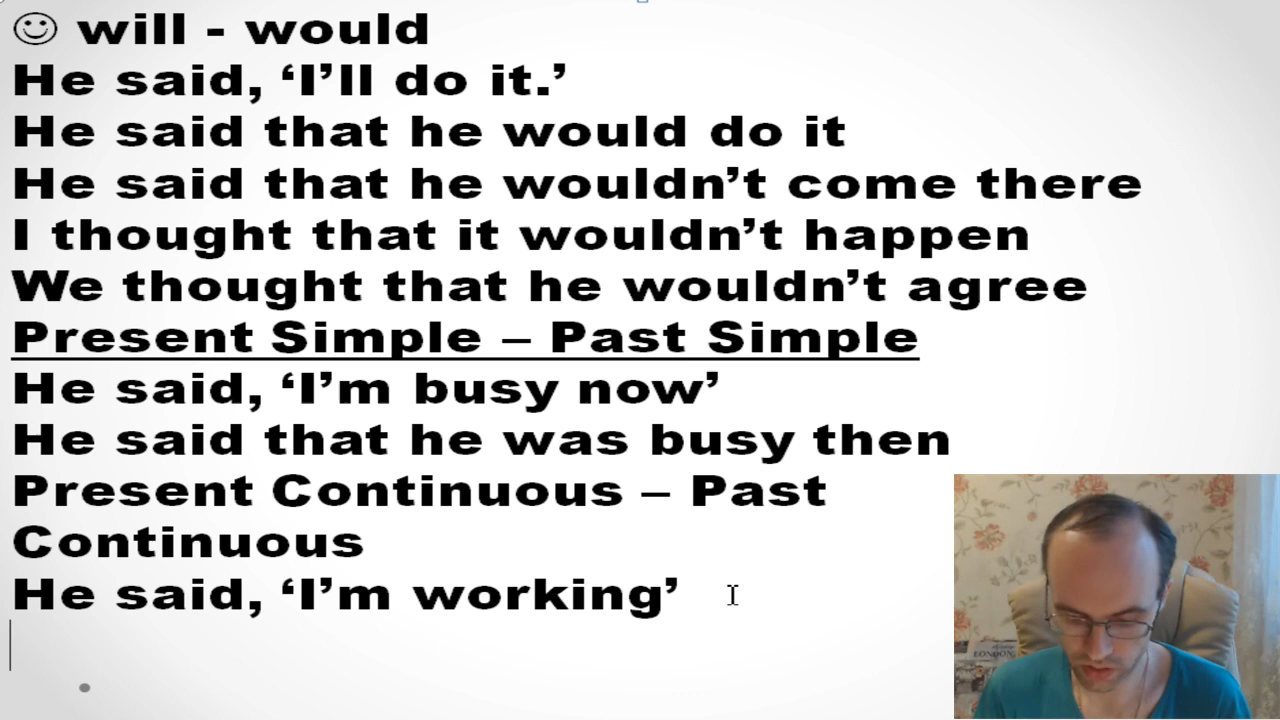 ☺ will - would
He said, ‘I’ll do it.’
He said that he would do it
He said that he wouldn’t come there
I thought that it wouldn’t happen
We thought that he wouldn’t agree
Present Simple – Past Simple
He said, ‘I’m busy now’
He said that he was busy then
Present Continuous – Past
Continuous
He said, ‘I’m working’
LONDON